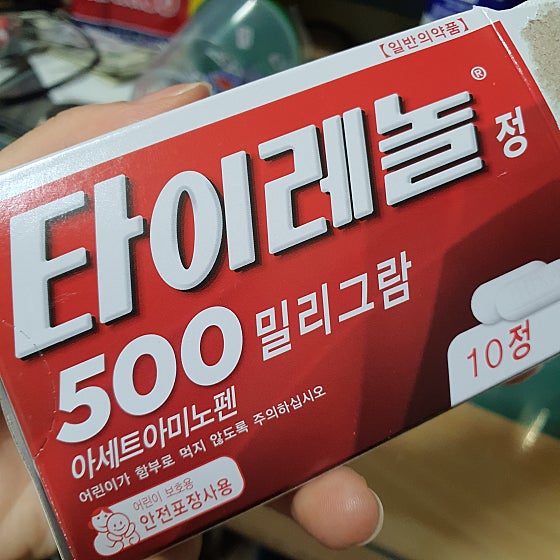 【일반의약품】
타이레놀® 정
500 밀리그람
10정
아세트아미노펜
어린이가 함부로 먹지 않도록 주의하십시오
어린이 보호용
안전포장사용